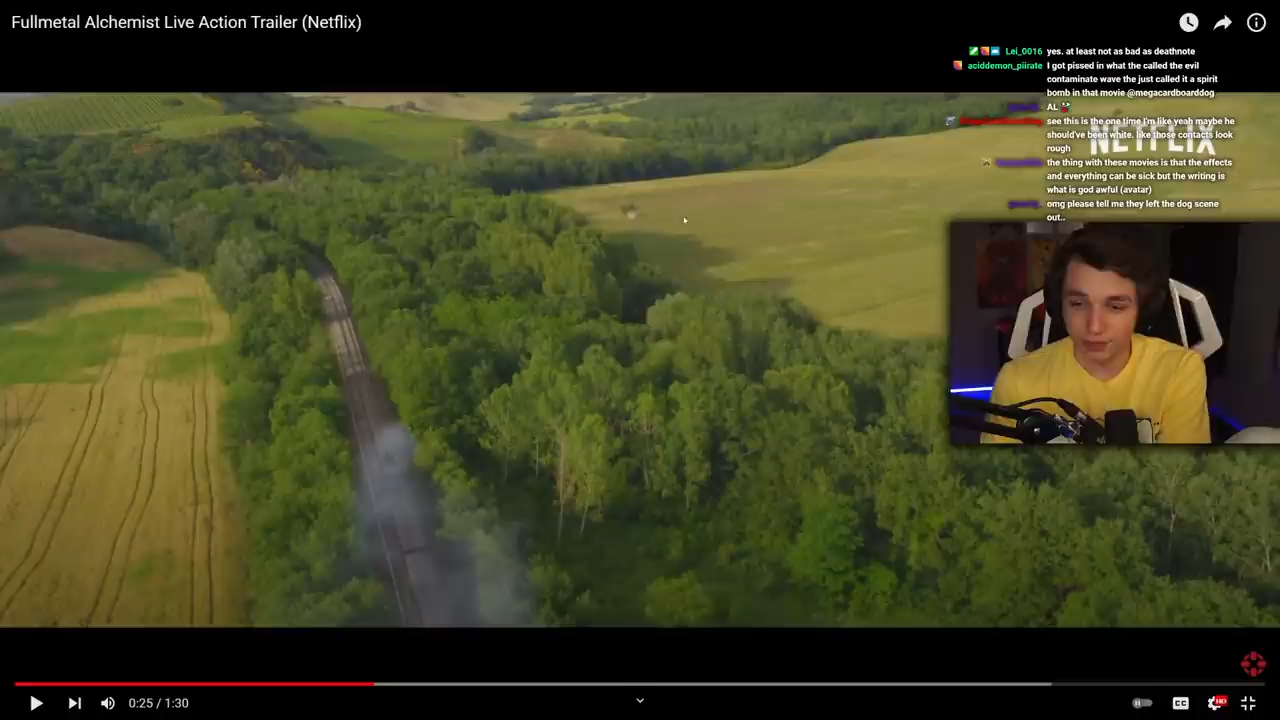 Fullmetal Alchemist Live Action Trailer (Netflix)
Lei_0016 yes. at least not as bad as deathnote
aciddemon_piirate I got pissed in what the called the evil
contaminate wave the just called it a spirit
bomb in that movie @megacardboarddog
AL
see this is the one time I'm like yeah maybe he
should've been white. like those contacts look
rough
NETFLIX
the thing with these movies is that the effects
and everything can be sick but the writing is
what is god awful (avatar)
omg please tell me they left the dog scene
out..
0:25 / 1:30
CC
HD